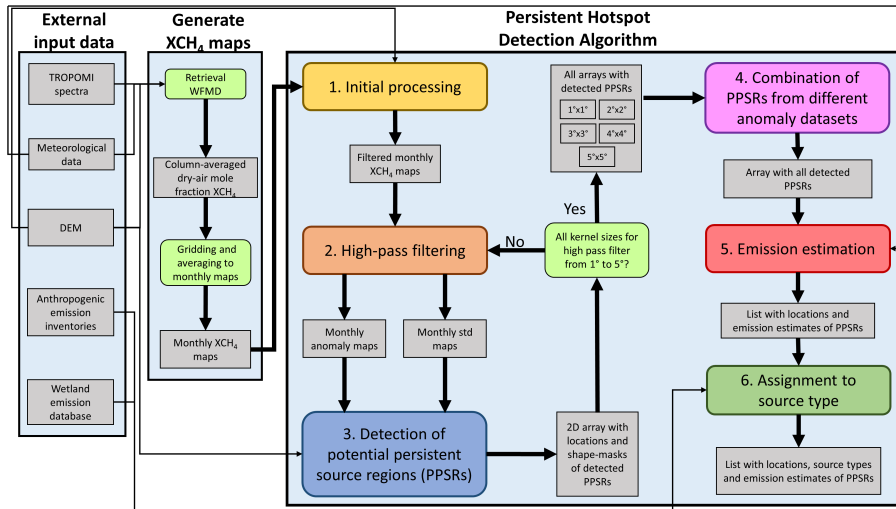 External
input data
TROPOMI
spectra
Meteorological
data
DEM
Anthropogenic
emission
inventories
Wetland
emission
database
Generate
XCH₄ maps
Retrieval
WFMD
Column-averaged
dry-air mole
fraction XCH₄
Gridding and
averaging to
monthly maps
Monthly XCH₄
maps
Persistent Hotspot
Detection Algorithm
1. Initial processing
Filtered monthly
XCH₄ maps
2. High-pass filtering
Monthly
anomaly maps
Monthly std
maps
3. Detection of
potential persistent
source regions (PPSRs)
2D array with
locations and
shape-masks
of detected
PPSRs
All kernel sizes for
high pass filter
from 1° to 5°?
No
Yes
All arrays with
detected PPSRs
1°x1° 2°x2°
3°x3° 4°x4°
5°x5°
4. Combination of
PPSRs from different
anomaly datasets
Array with all detected
PPSRs
5. Emission estimation
List with locations and
emission estimates of PPSRs
6. Assignment to
source type
List with locations, source types
and emission estimates of PPSRs